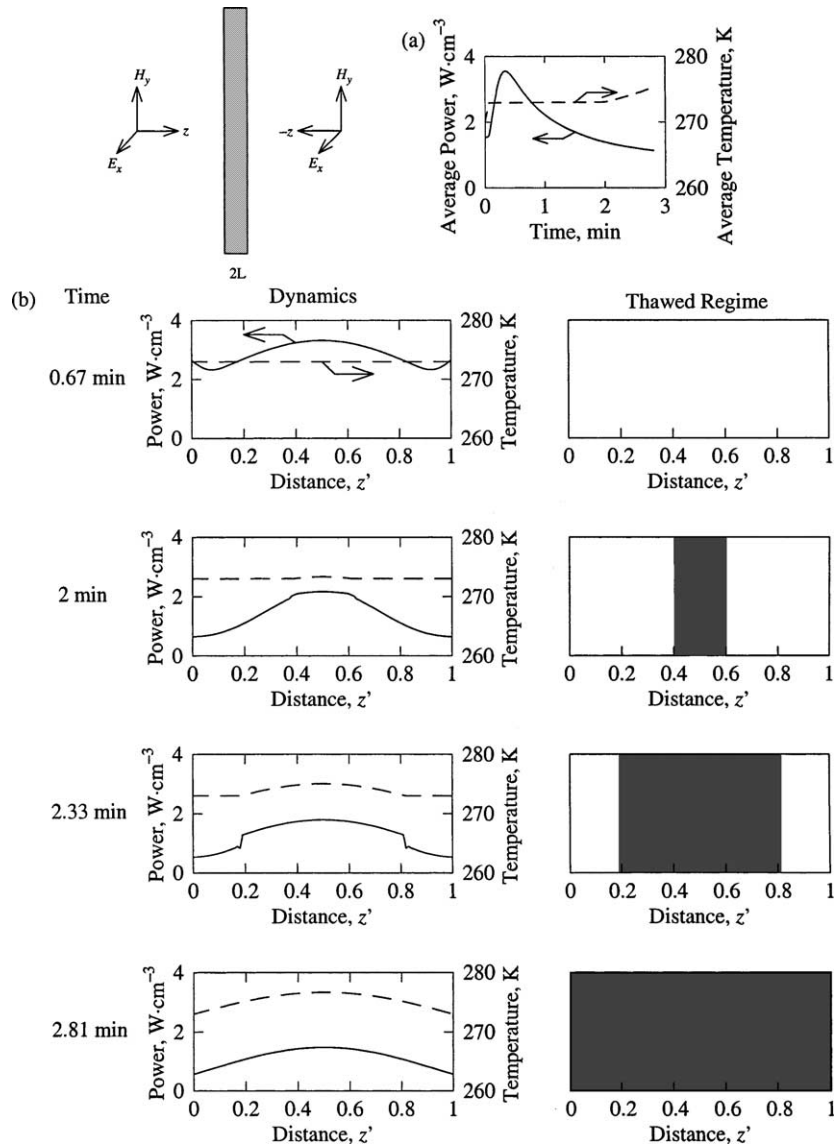 (a)
H_y
H_y
z
−z
E_x
E_x
2L
Average Power, W·cm⁻³
4
2
0
280
270
260
Average Temperature, K
0 1 2 3
Time, min
(b) Time Dynamics Thawed Regime
0.67 min
Power, W·cm⁻³
4
2
0
280
270
260
Temperature, K
0 0.2 0.4 0.6 0.8 1
Distance, z'
0 0.2 0.4 0.6 0.8 1
Distance, z'
2 min
Power, W·cm⁻³
4
2
0
280
270
260
Temperature, K
0 0.2 0.4 0.6 0.8 1
Distance, z'
0 0.2 0.4 0.6 0.8 1
Distance, z'
2.33 min
Power, W·cm⁻³
4
2
0
280
270
260
Temperature, K
0 0.2 0.4 0.6 0.8 1
Distance, z'
0 0.2 0.4 0.6 0.8 1
Distance, z'
2.81 min
Power, W·cm⁻³
4
2
0
280
270
260
Temperature, K
0 0.2 0.4 0.6 0.8 1
Distance, z'
0 0.2 0.4 0.6 0.8 1
Distance, z'